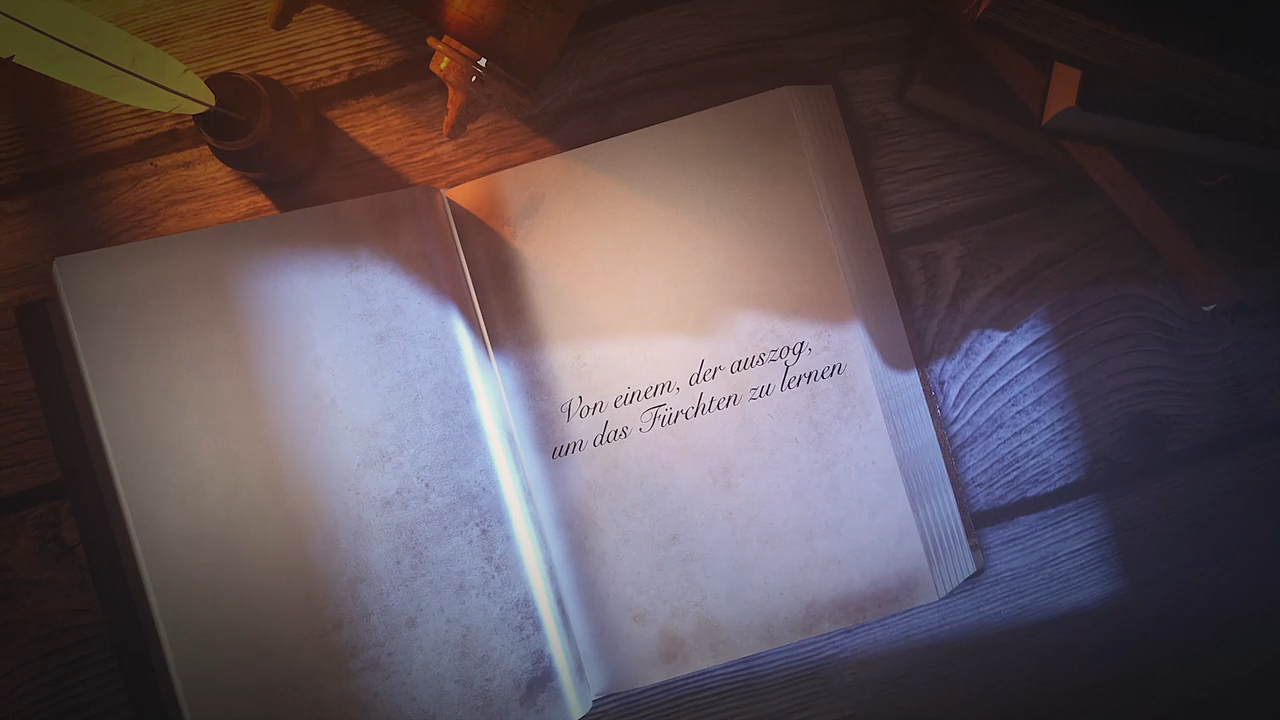 Von einem, der auszog,
um das Fürchten zu lernen